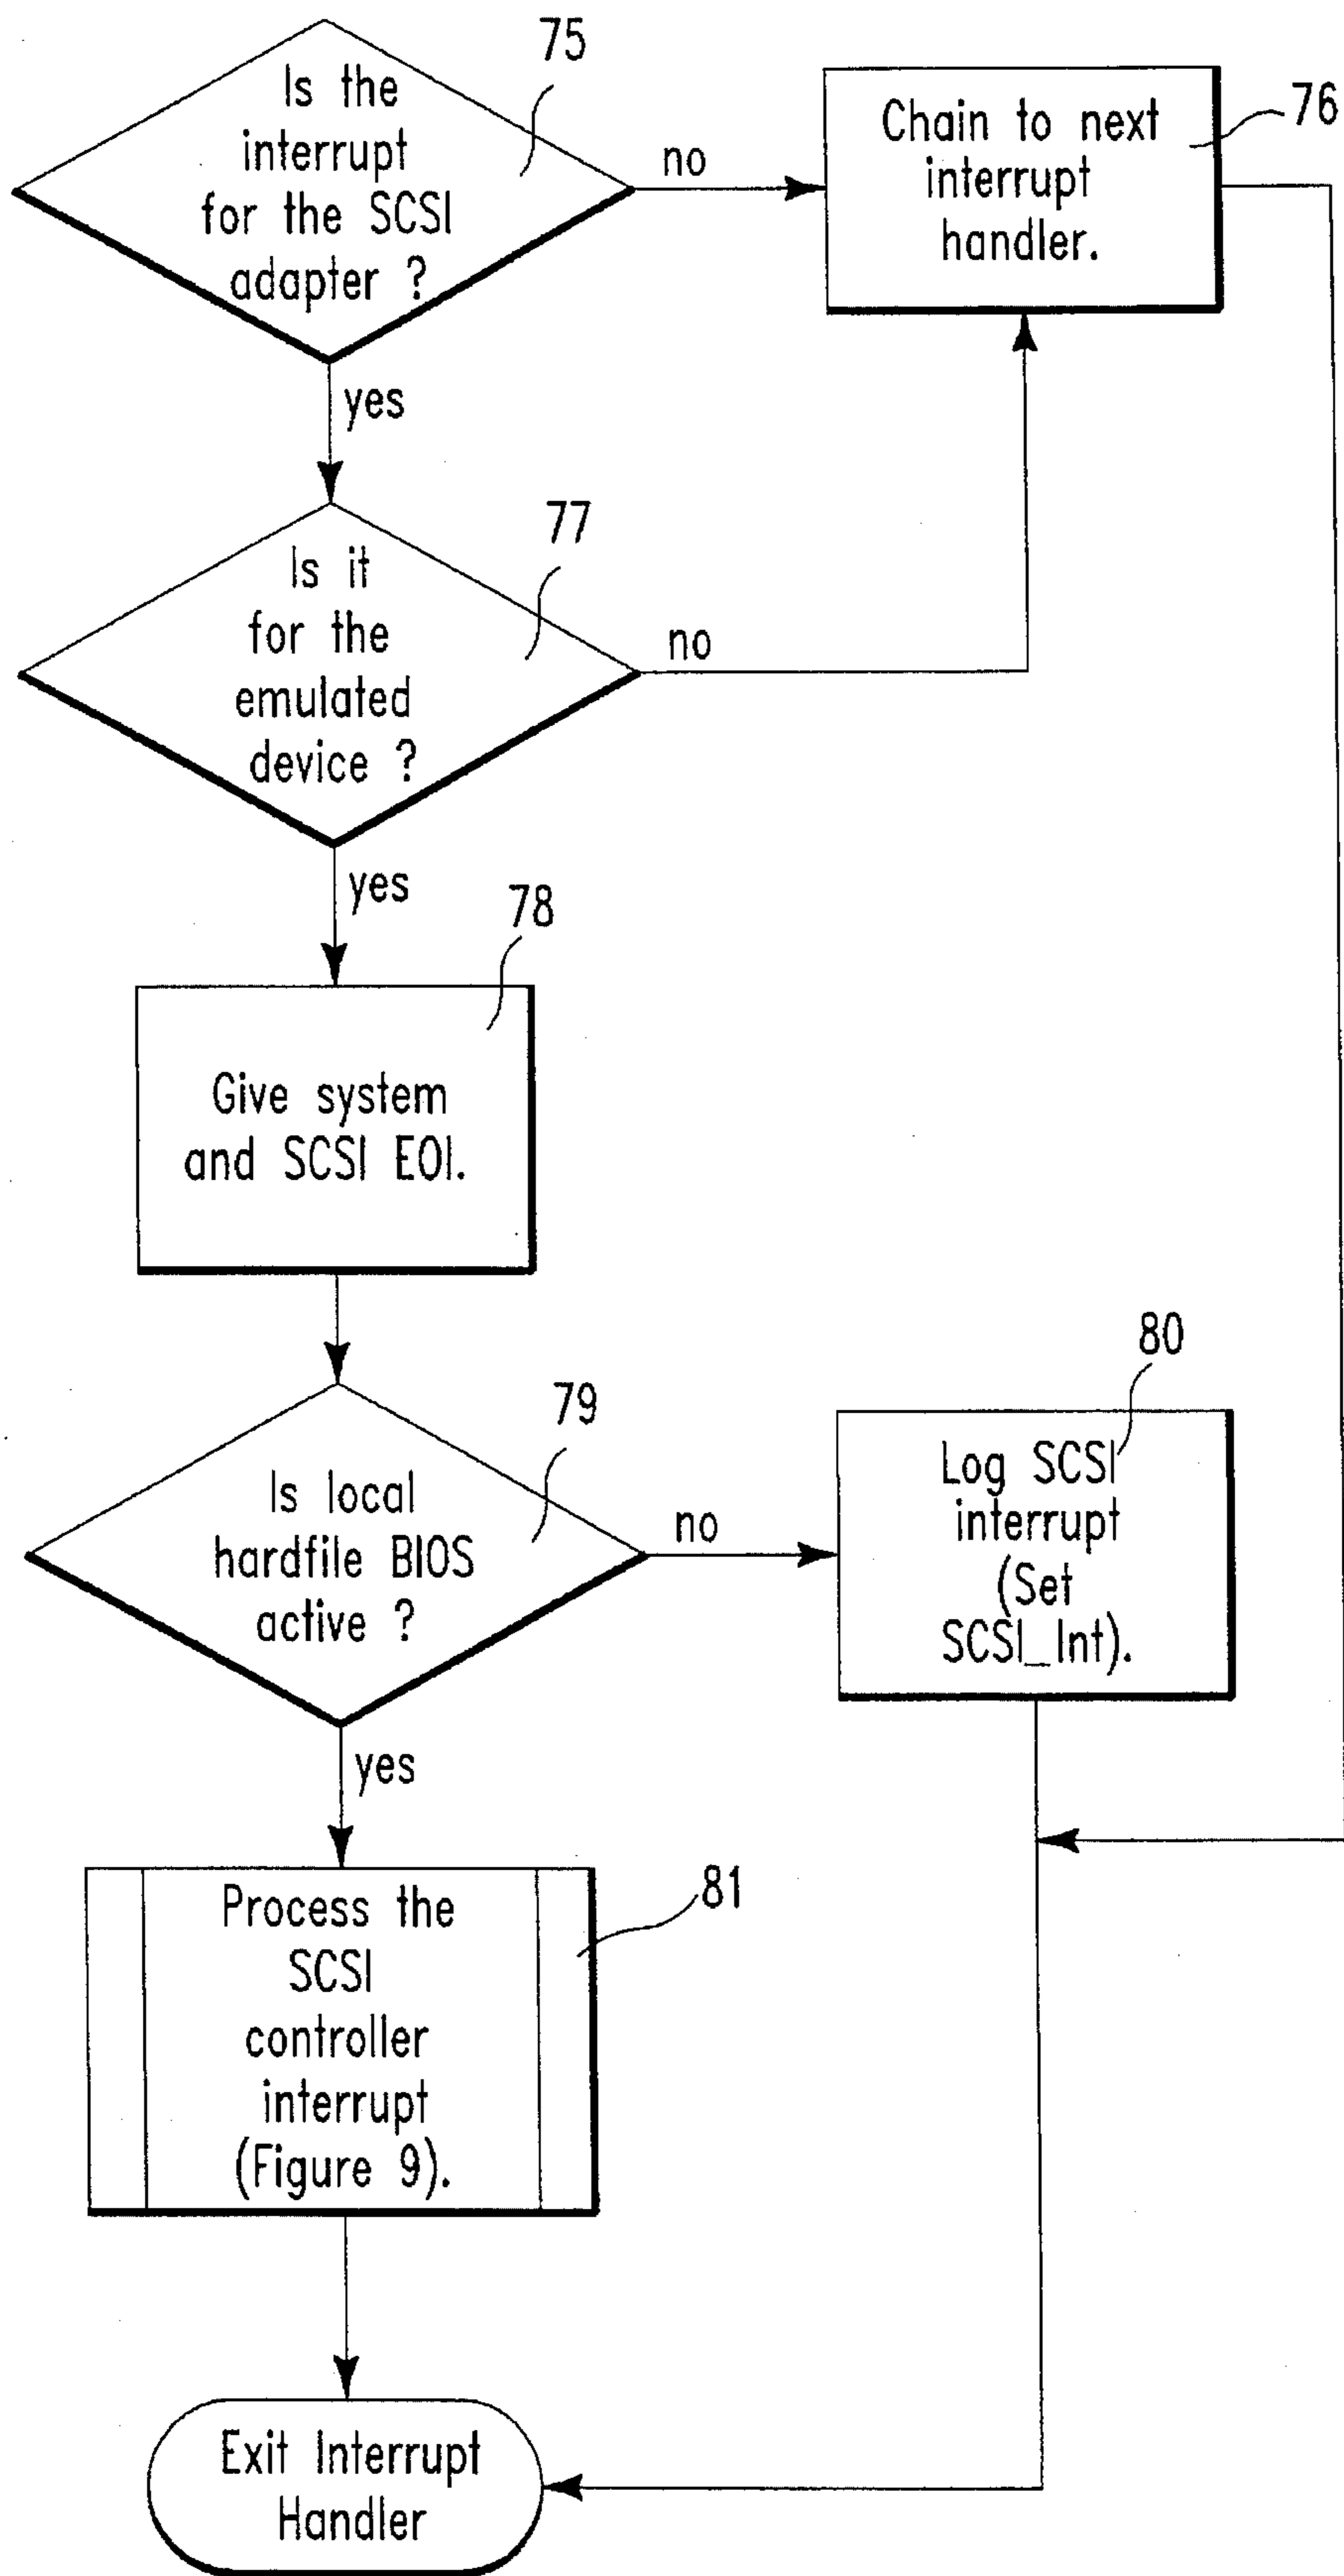 75
Is the
interrupt
for the SCSI
adapter ?
no
Chain to next
interrupt
handler.
76
yes
77
Is it
for the
emulated
device ?
no
yes
78
Give system
and SCSI EOI.
79
Is local
hardfile BIOS
active ?
no
80
Log SCSI
interrupt
(Set
SCSI_Int).
yes
81
Process the
SCSI
controller
interrupt
(Figure 9).
Exit Interrupt
Handler